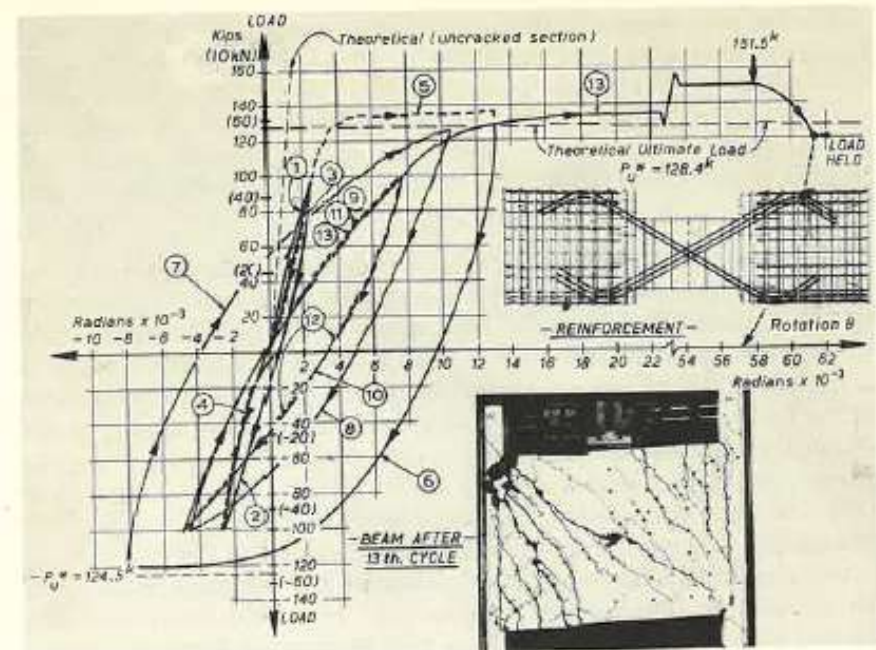 LOAD
Kips
(10kN)
Theoretical (uncracked section)
151.5ᵏ
160
140
(60)
120
100
(40)
80
60
(20)
40
20
⑤
⑬
Theoretical Ultimate Load
Pᵤ* = 128.4ᵏ
LOAD
HELD
①
③
⑨
⑪
⑬
⑦
Radians x 10⁻³
-10 -8 -6 -4 -2
2 4 6 8 10 12 14 16 18 20 22 24 58 60 62
Radians x 10⁻³
-REINFORCEMENT-
Rotation θ
⑫
④
⑩
⑧
⑥
②
-20
-40
(-20)
-60
-80
(-40)
-100
-120
(-60)
-140
LOAD
-Pᵤ* = 124.5ᵏ
-BEAM AFTER-
13th. CYCLE